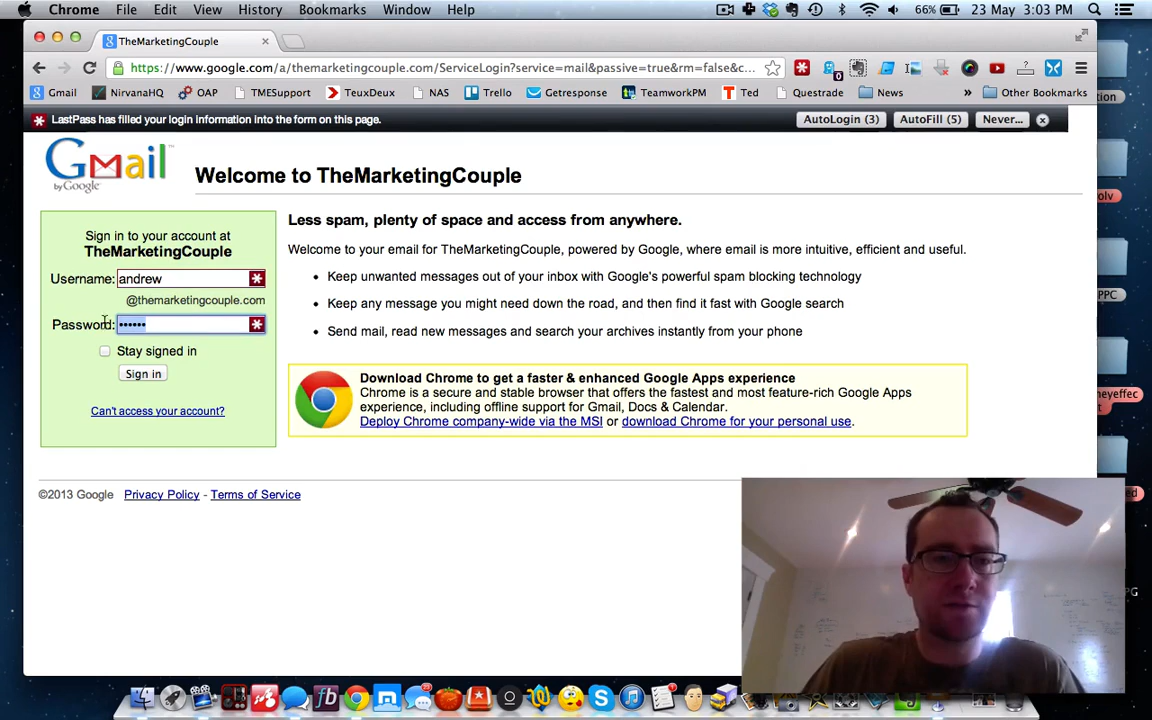 Chrome File Edit View History Bookmarks Window Help 66% 23 May 3:03 PM
TheMarketingCouple
https://www.google.com/a/themarketingcouple.com/ServiceLogin?service=mail&passive=true&rm=false&c...
Gmail NirvanaHQ OAP TMESupport TeuxDeux NAS Trello Getresponse TeamworkPM Ted Questrade News » Other Bookmarks
LastPass has filled your login information into the form on this page. AutoLogin (3) AutoFill (5) Never...
Gmail
by Google
Welcome to TheMarketingCouple
Sign in to your account at
TheMarketingCouple
Username: andrew
@themarketingcouple.com
Password: ••••••
Stay signed in
Sign in
Can't access your account?
Less spam, plenty of space and access from anywhere.
Welcome to your email for TheMarketingCouple, powered by Google, where email is more intuitive, efficient and useful.
• Keep unwanted messages out of your inbox with Google's powerful spam blocking technology
• Keep any message you might need down the road, and then find it fast with Google search
• Send mail, read new messages and search your archives instantly from your phone
Download Chrome to get a faster & enhanced Google Apps experience
Chrome is a secure and stable browser that offers the fastest and most feature-rich Google Apps
experience, including offline support for Gmail, Docs & Calendar.
Deploy Chrome company-wide via the MSI or download Chrome for your personal use.
©2013 Google Privacy Policy - Terms of Service
tion
olv
PPC
neyeffec
t
ed
PG